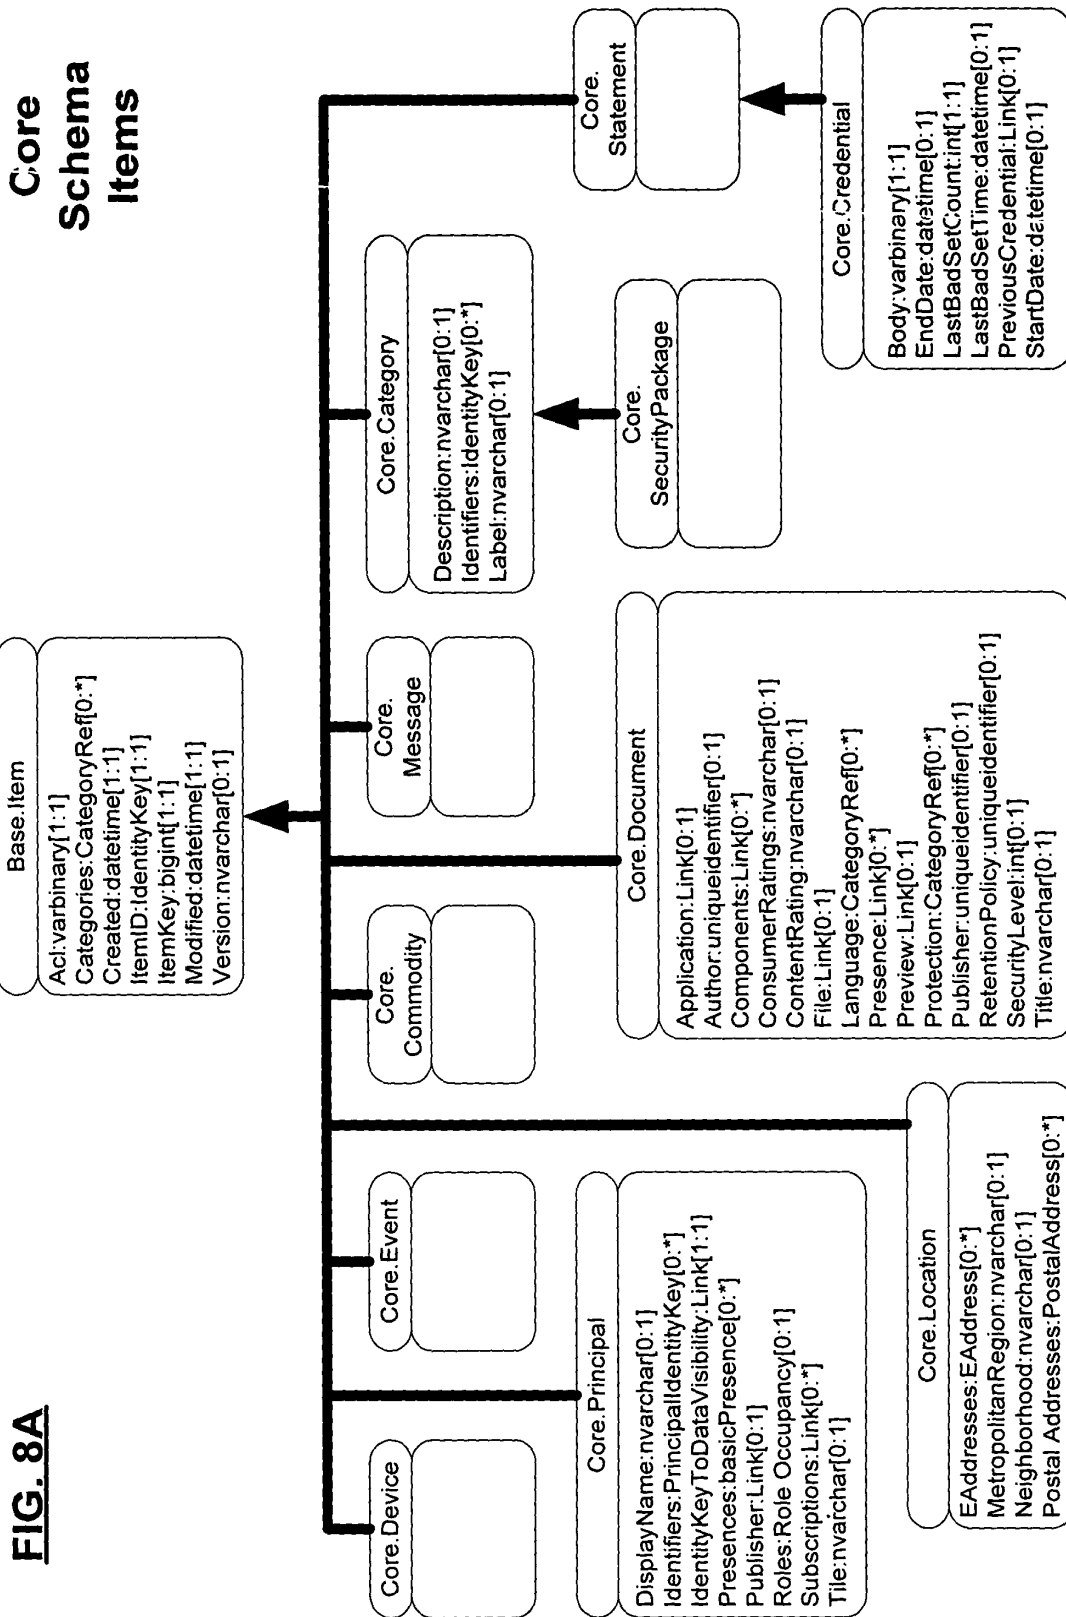 FIG. 8A
Core
Schema
Items
Base.Item
Acl:varbinary[1:1]
Categories:CategoryRef[0:*]
Created:datetime[1:1]
ItemID:IdentityKey[1:1]
ItemKey:bigint[1:1]
Modified:datetime[1:1]
Version:nvarchar[0:1]
Core.Device
Core.Event
Core.
Commodity
Core.
Message
Core.Category
Description:nvarchar[0:1]
Identifiers:IdentityKey[0:*]
Label:nvarchar[0:1]
Core.
Statement
Core.Principal
DisplayName:nvarchar[0:1]
Identifiers:PrincipalIdentityKey[0:*]
IdentityKeyToDataVisibility:Link[1:1]
Presences:basicPresence[0:*]
Publisher:Link[0:1]
Roles:Role Occupancy[0:1]
Subscriptions:Link[0:*]
Tile:nvarchar[0:1]
Core.Document
Application:Link[0:1]
Author:uniqueidentifier[0:1]
Components:Link[0:*]
ConsumerRatings:nvarchar[0:1]
ContentRating:nvarchar[0:1]
File:Link[0:1]
Language:CategoryRef[0:*]
Presence:Link[0:*]
Preview:Link[0:1]
Protection:CategoryRef[0:*]
Publisher:uniqueidentifier[0:1]
RetentionPolicy:uniqueidentifier[0:1]
SecurityLevel:int[0:1]
Title:nvarchar[0:1]
Core.
SecurityPackage
Core.Credential
Body:varbinary[1:1]
EndDate:datetime[0:1]
LastBadSetCount:int[1:1]
LastBadSetTime:datetime[0:1]
PreviousCredential:Link[0:1]
StartDate:datetime[0:1]
Core.Location
EAddresses:EAddress[0:*]
MetropolitanRegion:nvarchar[0:1]
Neighborhood:nvarchar[0:1]
Postal Addresses:PostalAddress[0:*]